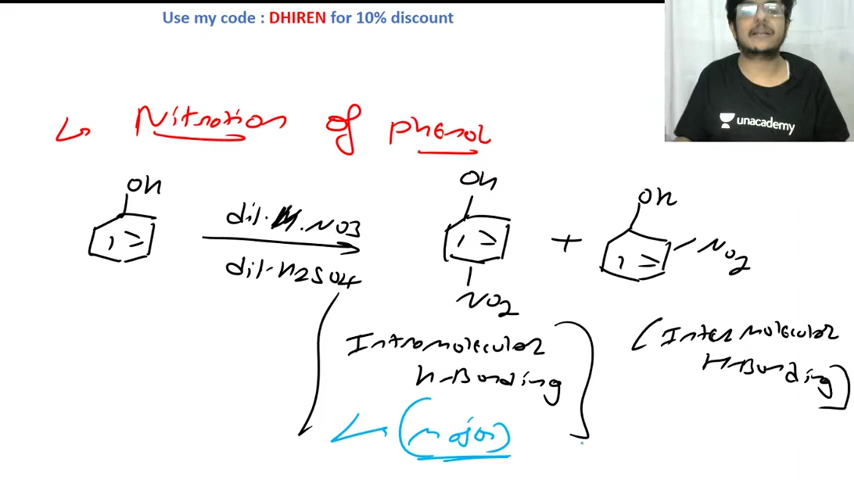 Use my code : DHIREN for 10% discount
unacademy
↳ Nitration of phenol
OH
dil. H.NO3
dil. H2SO4
OH
NO2
+
OH
NO2
(Intramolecular
H-Bonding)
↳ (major)
(Intermolecular
H-Bonding)